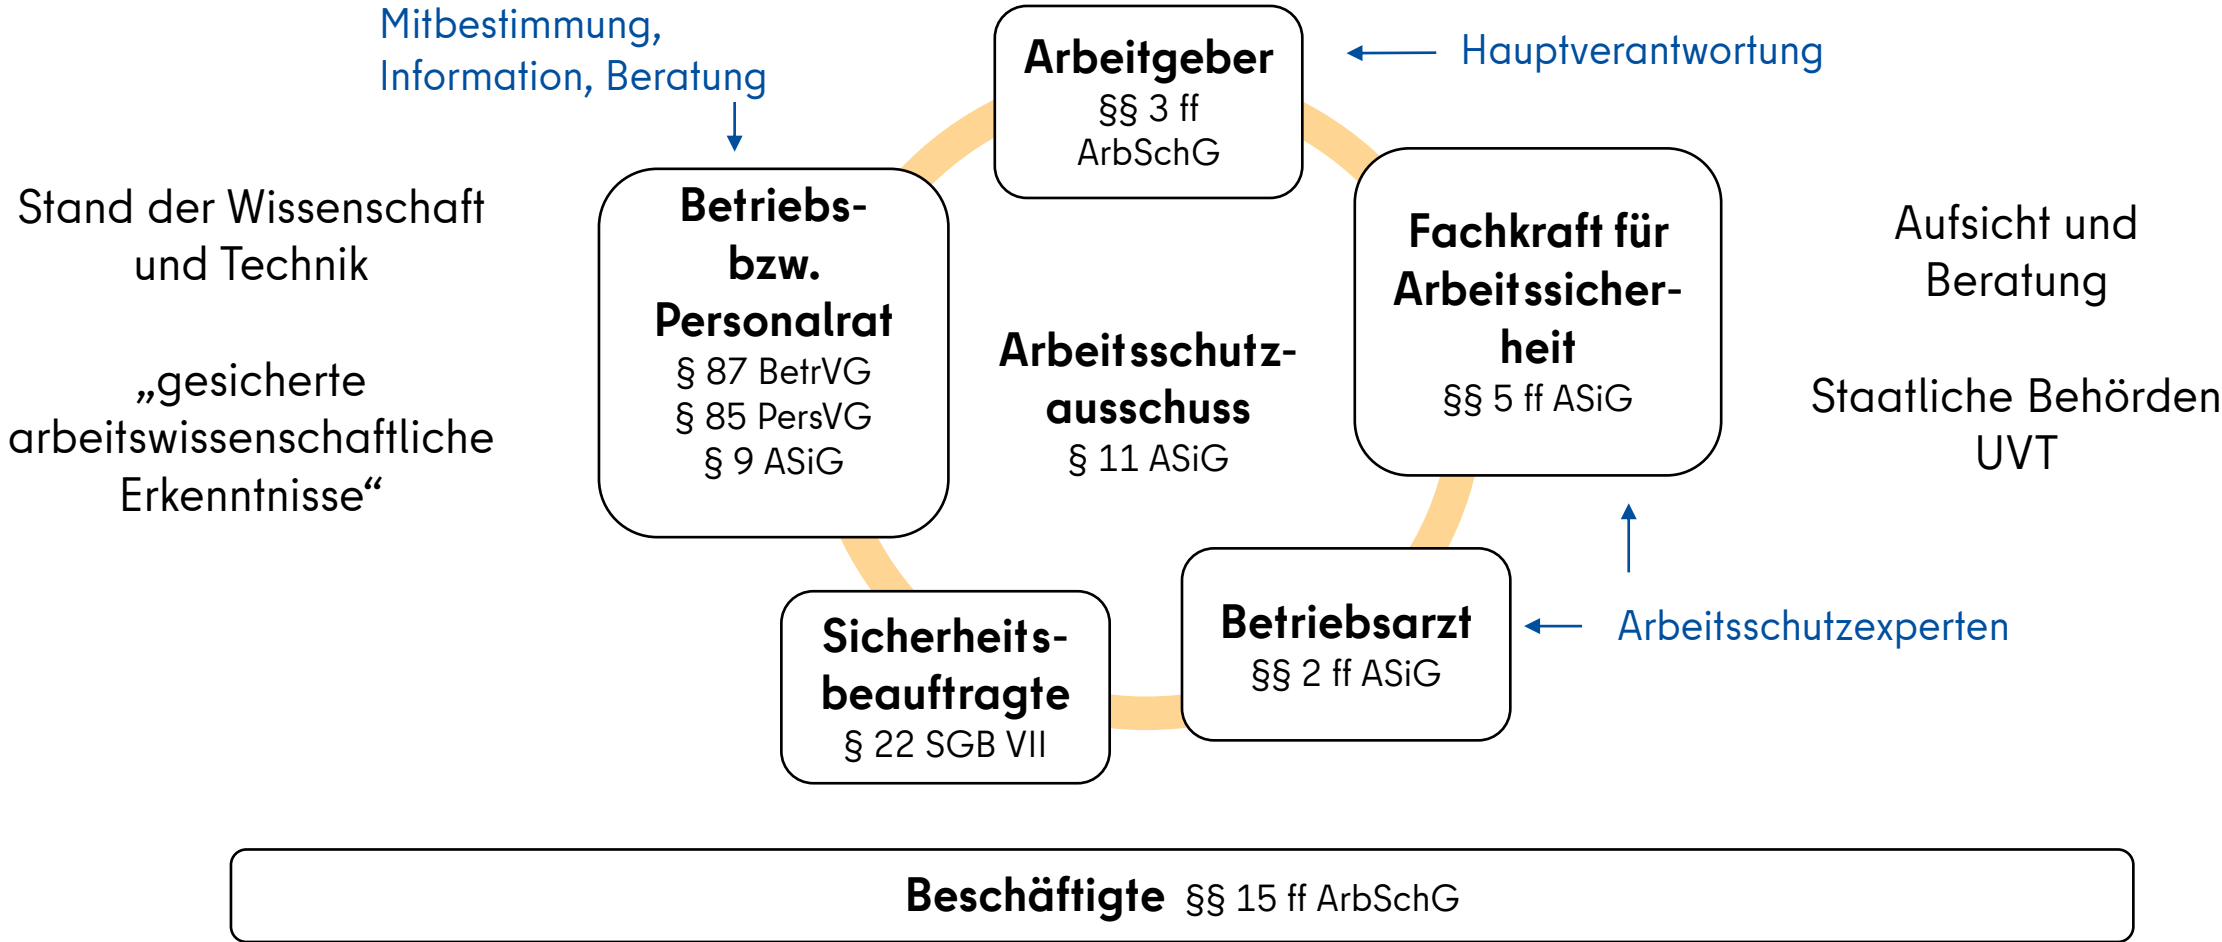 Mitbestimmung,
Information, Beratung
Arbeitgeber
§§ 3 ff
ArbSchG
Hauptverantwortung
Stand der Wissenschaft
und Technik
„gesicherte
arbeitswissenschaftliche
Erkenntnisse“
Betriebs-
bzw.
Personalrat
§ 87 BetrVG
§ 85 PersVG
§ 9 ASiG
Arbeitsschutz-
ausschuss
§ 11 ASiG
Fachkraft für
Arbeitssicher-
heit
§§ 5 ff ASiG
Aufsicht und
Beratung
Staatliche Behörden
UVT
Sicherheits-
beauftragte
§ 22 SGB VII
Betriebsarzt
§§ 2 ff ASiG
Arbeitsschutzexperten
Beschäftigte §§ 15 ff ArbSchG